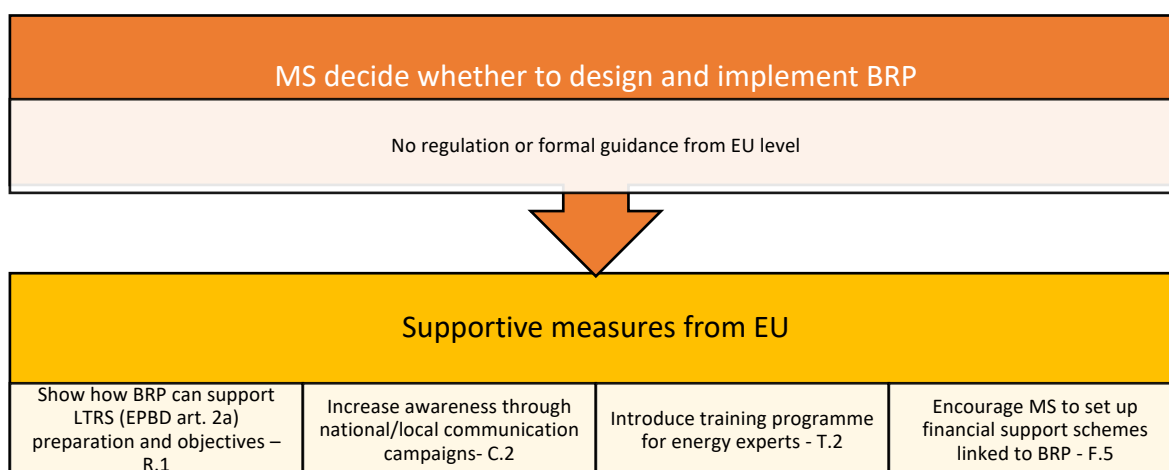 MS decide whether to design and implement BRP
No regulation or formal guidance from EU level
Supportive measures from EU
Show how BRP can support
LTRS (EPBD art. 2a)
preparation and objectives –
R.1
Increase awareness through
national/local communication
campaigns- C.2
Introduce training programme
for energy experts - T.2
Encourage MS to set up
financial support schemes
linked to BRP - F.5